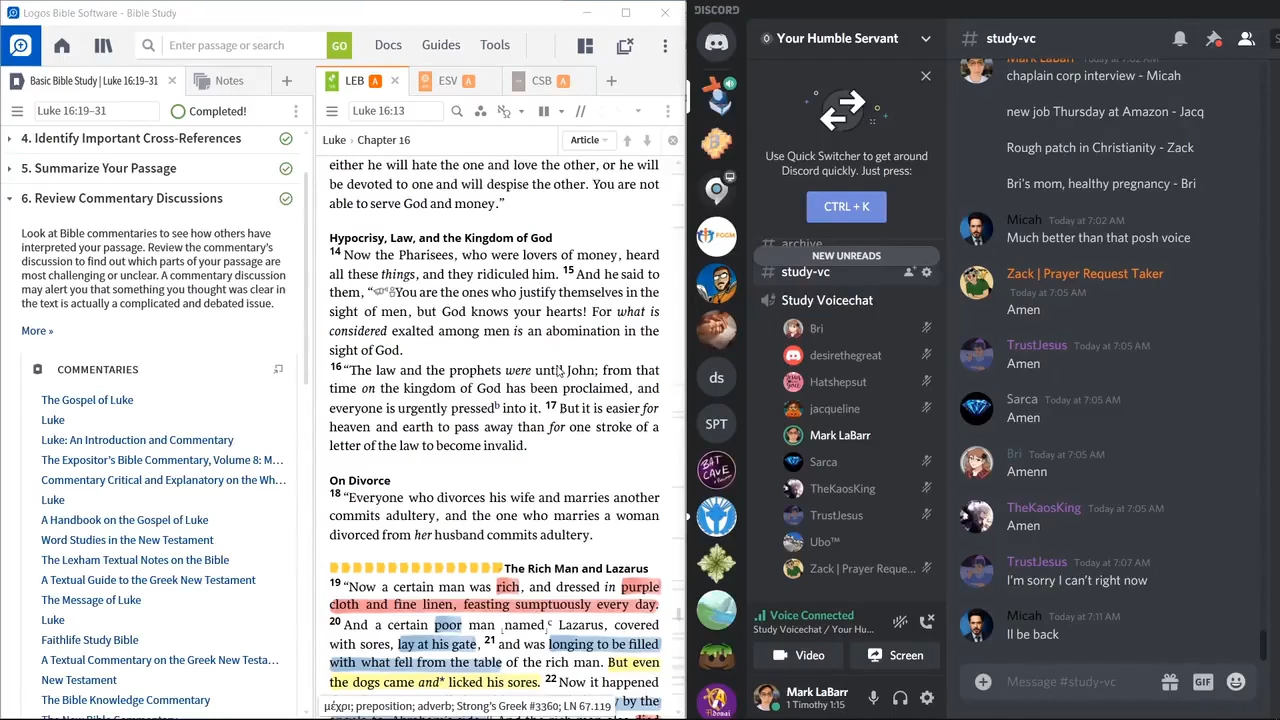 Logos Bible Software - Bible Study
Enter passage or search
GO
Docs
Guides
Tools
Basic Bible Study | Luke 16:19–31
Notes
Luke 16:19–31
Completed!
4. Identify Important Cross-References
5. Summarize Your Passage
6. Review Commentary Discussions
Look at Bible commentaries to see how others have
interpreted your passage. Review the commentary's
discussion to find out which parts of your passage are
most challenging or unclear. A commentary discussion
may alert you that something you thought was clear in
the text is actually a complicated and debated issue.
More »
COMMENTARIES
The Gospel of Luke
Luke
Luke: An Introduction and Commentary
The Expositor's Bible Commentary, Volume 8: M...
Commentary Critical and Explanatory on the Wh...
Luke
A Handbook on the Gospel of Luke
Word Studies in the New Testament
The Lexham Textual Notes on the Bible
A Textual Guide to the Greek New Testament
The Message of Luke
Luke
Faithlife Study Bible
A Textual Commentary on the Greek New Testa...
New Testament
The Bible Knowledge Commentary
LEB A
ESV A
CSB A
Luke 16:13
Luke › Chapter 16
Article
either he will hate the one and love the other, or he will
be devoted to one and will despise the other. You are not
able to serve God and money.”
Hypocrisy, Law, and the Kingdom of God
14 Now the Pharisees, who were lovers of money, heard
all these things, and they ridiculed him. 15 And he said to
them, “You are the ones who justify themselves in the
sight of men, but God knows your hearts! For what is
considered exalted among men is an abomination in the
sight of God.
16 “The law and the prophets were until John; from that
time on the kingdom of God has been proclaimed, and
everyone is urgently pressedb into it. 17 But it is easier for
heaven and earth to pass away than for one stroke of a
letter of the law to become invalid.
On Divorce
18 “Everyone who divorces his wife and marries another
commits adultery, and the one who marries a woman
divorced from her husband commits adultery.
The Rich Man and Lazarus
19 “Now a certain man was rich, and dressed in purple
cloth and fine linen, feasting sumptuously every day.
20 And a certain poor man named Lazarus, covered
with sores, lay at his gate, 21 and was longing to be filled
with what fell from the table of the rich man. But even
the dogs came and* licked his sores. 22 Now it happened
by the
μέχρι; preposition; adverb; Strong's Greek #3360; LN 67.119
DISCORD
ds
SPT
BAT CAVE
FGGM
Adonai
Your Humble Servant
Use Quick Switcher to get around
Discord quickly. Just press:
CTRL + K
archive
NEW UNREADS
# study-vc
Study Voicechat
Bri
desirethegreat
Hatshepsut
jacqueline
Mark LaBarr
Sarca
TheKaosKing
TrustJesus
Ubo™
Zack | Prayer Reque...
Voice Connected
Study Voicechat / Your Hu...
Video
Screen
Mark LaBarr
1 Timothy 1:15
# study-vc
Mark LaBarr Today at 7:02 AM
chaplain corp interview - Micah
new job Thursday at Amazon - Jacq
Rough patch in Christianity - Zack
Bri's mom, healthy pregnancy - Bri
Micah Today at 7:02 AM
Much better than that posh voice
Zack | Prayer Request Taker
Today at 7:05 AM
Amen
TrustJesus Today at 7:05 AM
Amen
Sarca Today at 7:05 AM
Amen
Bri Today at 7:05 AM
Amenn
TheKaosKing Today at 7:05 AM
Amen
TrustJesus Today at 7:07 AM
I'm sorry I can't right now
Micah Today at 7:11 AM
Ill be back
Message #study-vc
GIF